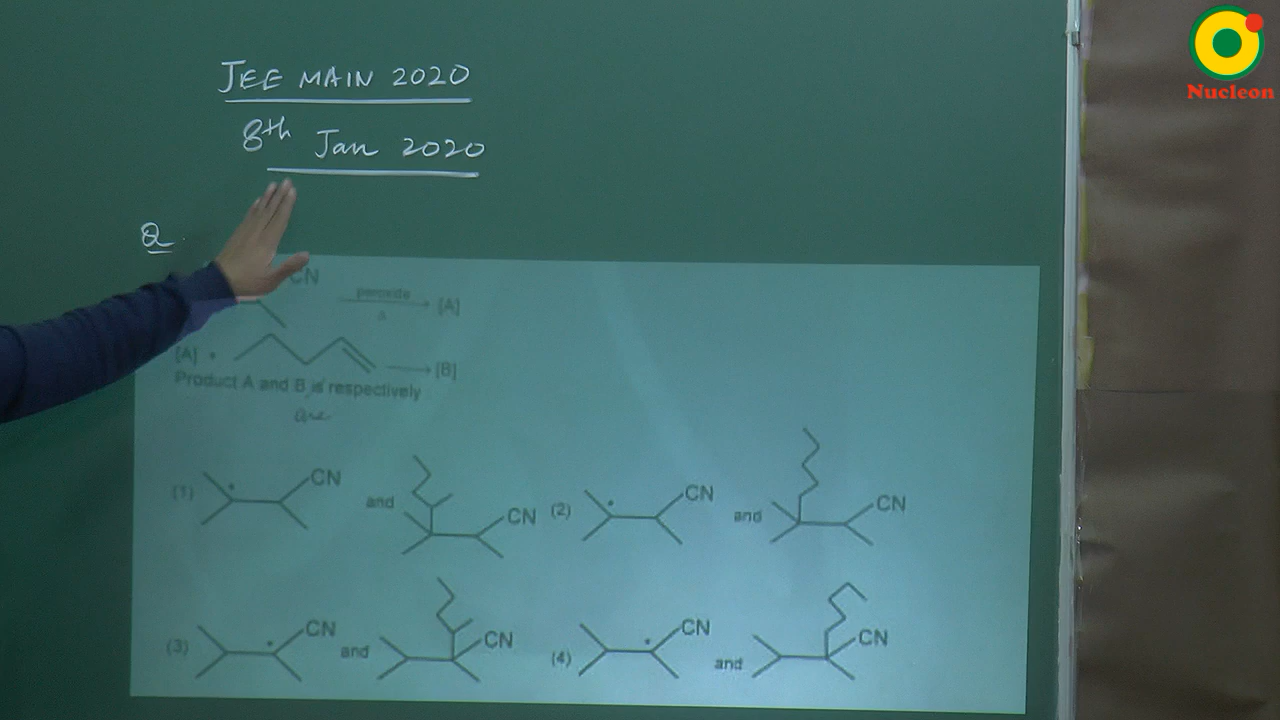 Nucleon
JEE MAIN 2020
8th Jan 2020
Q.
CN
peroxide
Δ
[A]
[A] +
[B]
Product A and B is respectively
are
(1)
CN
and
CN
(2)
CN
and
CN
(3)
CN
and
CN
(4)
CN
and
CN